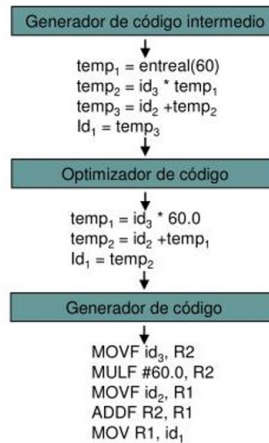 Generador de código intermedio
temp₁ = entreal(60)
temp₂ = id₃ * temp₁
temp₃ = id₂ +temp₂
Id₁ = temp₃
Optimizador de código
temp₁ = id₃ * 60.0
temp₂ = id₂ +temp₁
Id₁ = temp₂
Generador de código
MOVF id₃, R2
MULF #60.0, R2
MOVF id₂, R1
ADDF R2, R1
MOV R1, id₁